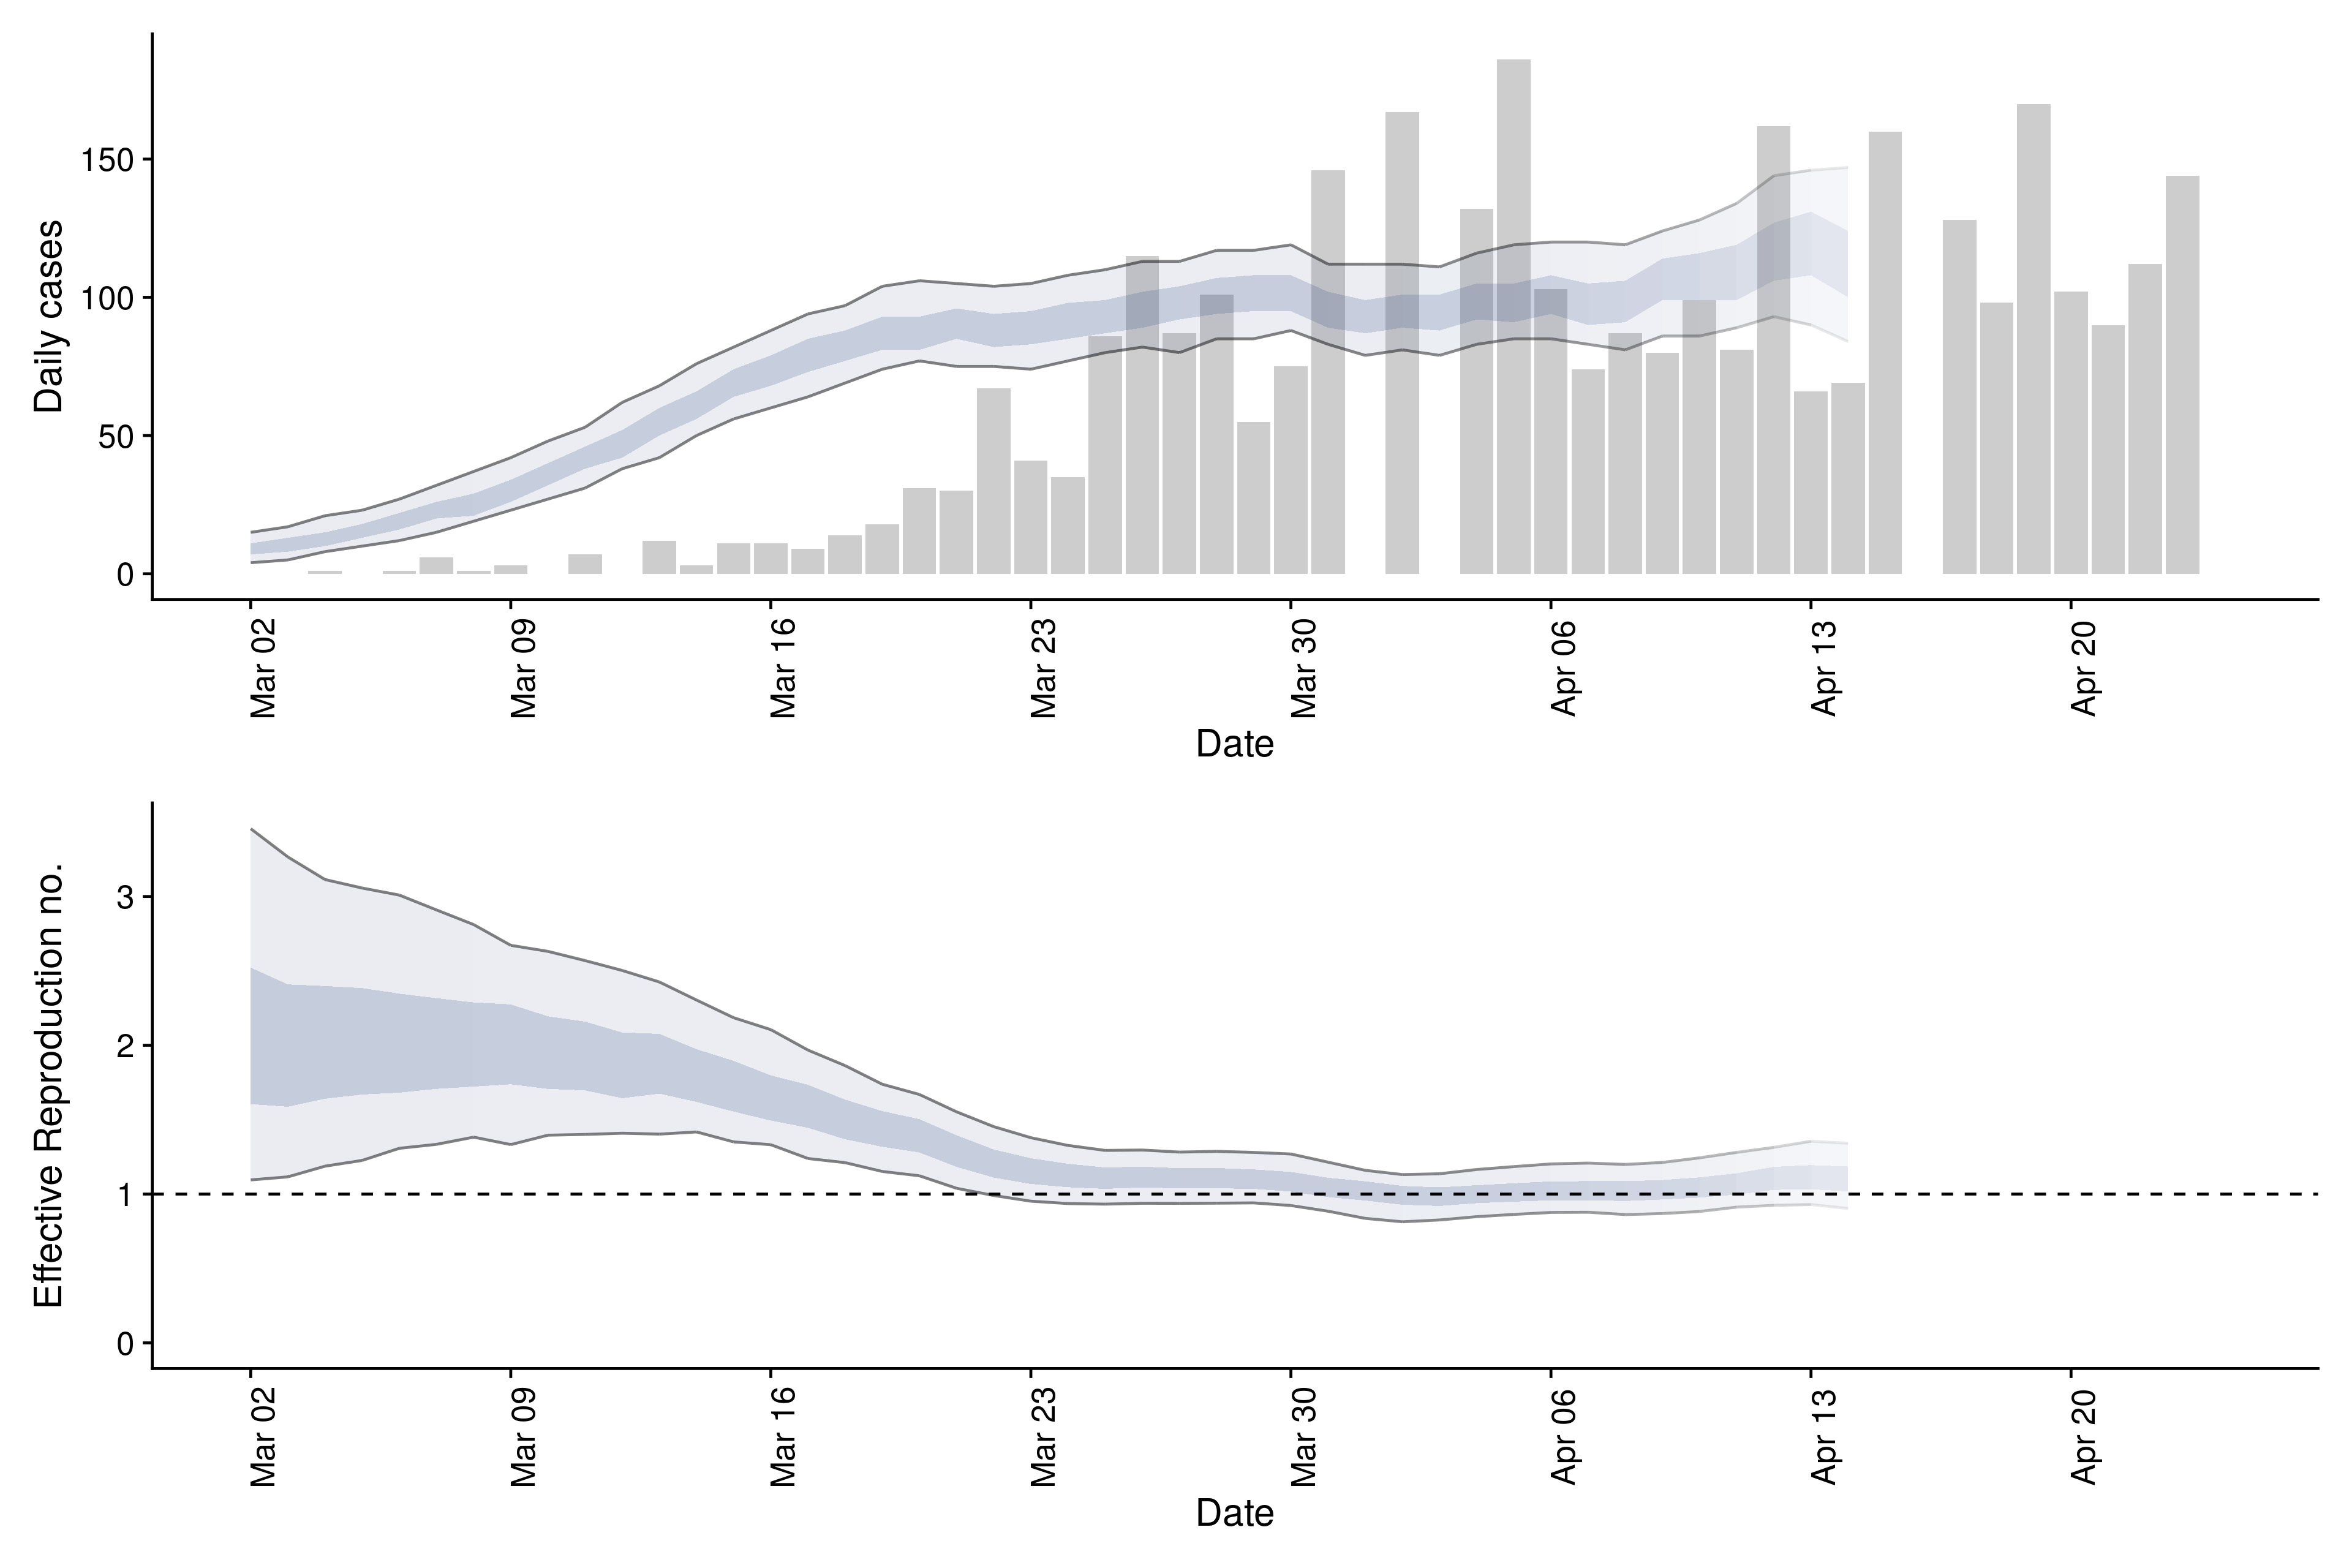 Daily cases
150
100
50
0
Mar 02
Mar 09
Mar 16
Mar 23
Mar 30
Apr 06
Apr 13
Apr 20
Date
Effective Reproduction no.
3
2
1
0
Mar 02
Mar 09
Mar 16
Mar 23
Mar 30
Apr 06
Apr 13
Apr 20
Date